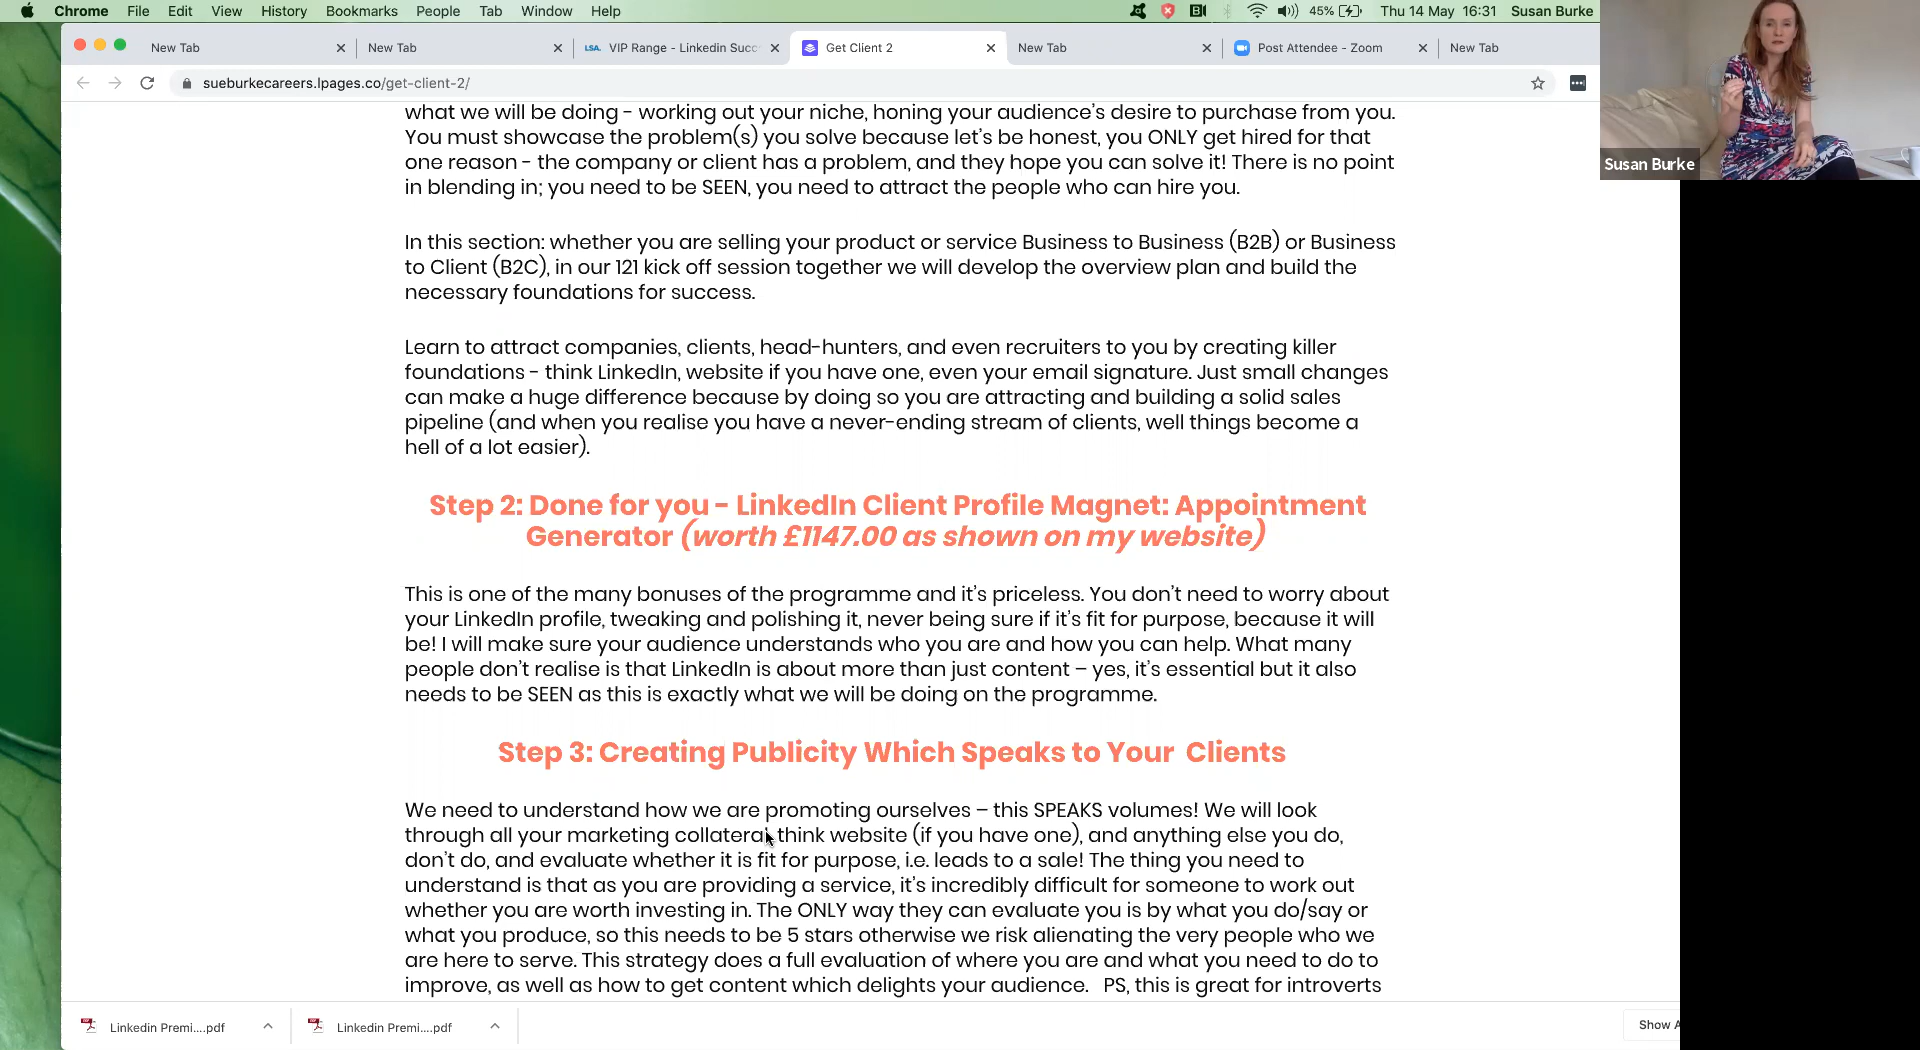 Chrome File Edit View History Bookmarks People Tab Window Help 45% Thu 14 May 16:31 Susan Burke
New Tab New Tab LSA. VIP Range - Linkedin Succ Get Client 2 New Tab Post Attendee - Zoom New Tab
sueburkecareers.lpages.co/get-client-2/
Susan Burke
what we will be doing - working out your niche, honing your audience's desire to purchase from you.
You must showcase the problem(s) you solve because let's be honest, you ONLY get hired for that
one reason - the company or client has a problem, and they hope you can solve it! There is no point
in blending in; you need to be SEEN, you need to attract the people who can hire you.
In this section: whether you are selling your product or service Business to Business (B2B) or Business
to Client (B2C), in our 121 kick off session together we will develop the overview plan and build the
necessary foundations for success.
Learn to attract companies, clients, head-hunters, and even recruiters to you by creating killer
foundations - think LinkedIn, website if you have one, even your email signature. Just small changes
can make a huge difference because by doing so you are attracting and building a solid sales
pipeline (and when you realise you have a never-ending stream of clients, well things become a
hell of a lot easier).
Step 2: Done for you - LinkedIn Client Profile Magnet: Appointment
Generator (worth £1147.00 as shown on my website)
This is one of the many bonuses of the programme and it's priceless. You don't need to worry about
your LinkedIn profile, tweaking and polishing it, never being sure if it's fit for purpose, because it will
be! I will make sure your audience understands who you are and how you can help. What many
people don't realise is that LinkedIn is about more than just content – yes, it's essential but it also
needs to be SEEN as this is exactly what we will be doing on the programme.
Step 3: Creating Publicity Which Speaks to Your Clients
We need to understand how we are promoting ourselves – this SPEAKS volumes! We will look
through all your marketing collateral think website (if you have one), and anything else you do,
don't do, and evaluate whether it is fit for purpose, i.e. leads to a sale! The thing you need to
understand is that as you are providing a service, it's incredibly difficult for someone to work out
whether you are worth investing in. The ONLY way they can evaluate you is by what you do/say or
what you produce, so this needs to be 5 stars otherwise we risk alienating the very people who we
are here to serve. This strategy does a full evaluation of where you are and what you need to do to
improve, as well as how to get content which delights your audience. PS, this is great for introverts
Linkedin Premi....pdf Linkedin Premi....pdf Show A